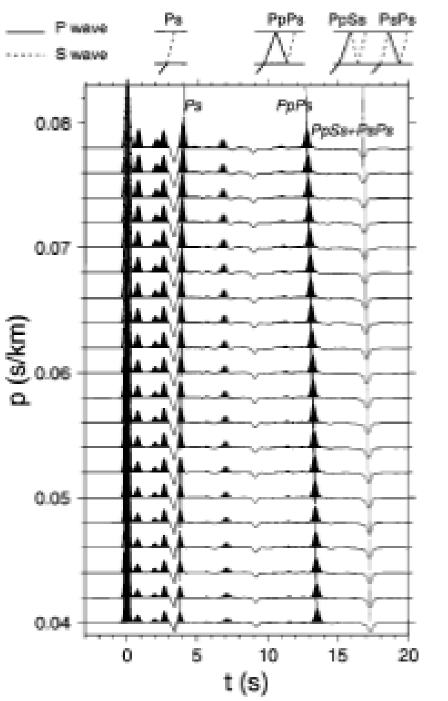 P wave
S wave
Ps
PpPs
PpSs
PsPs
Ps
PpPs
PpSs+PsPs
0.08
0.07
0.06
0.05
0.04
p (s/km)
0 5 10 15 20
t (s)